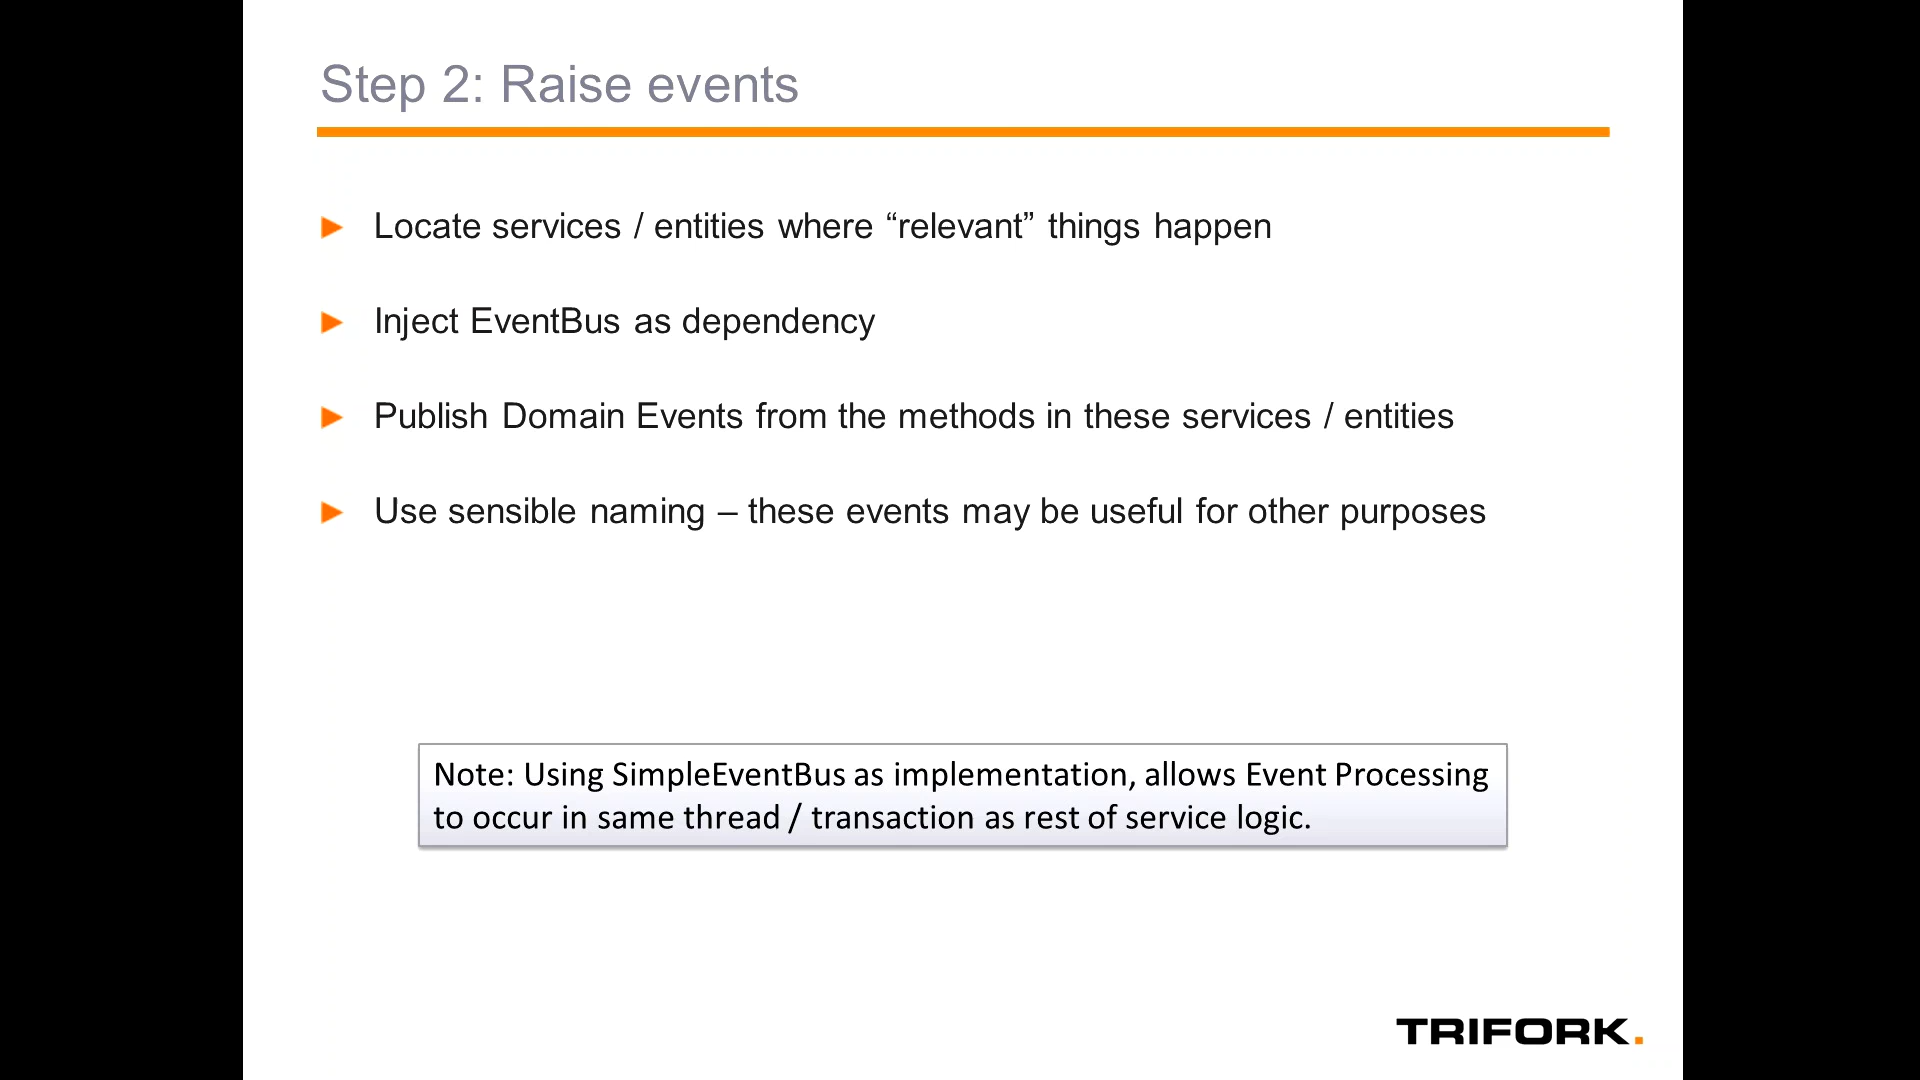 Step 2: Raise events
Locate services / entities where “relevant” things happen
Inject EventBus as dependency
Publish Domain Events from the methods in these services / entities
Use sensible naming – these events may be useful for other purposes
Note: Using SimpleEventBus as implementation, allows Event Processing
to occur in same thread / transaction as rest of service logic.
TRIFORK.